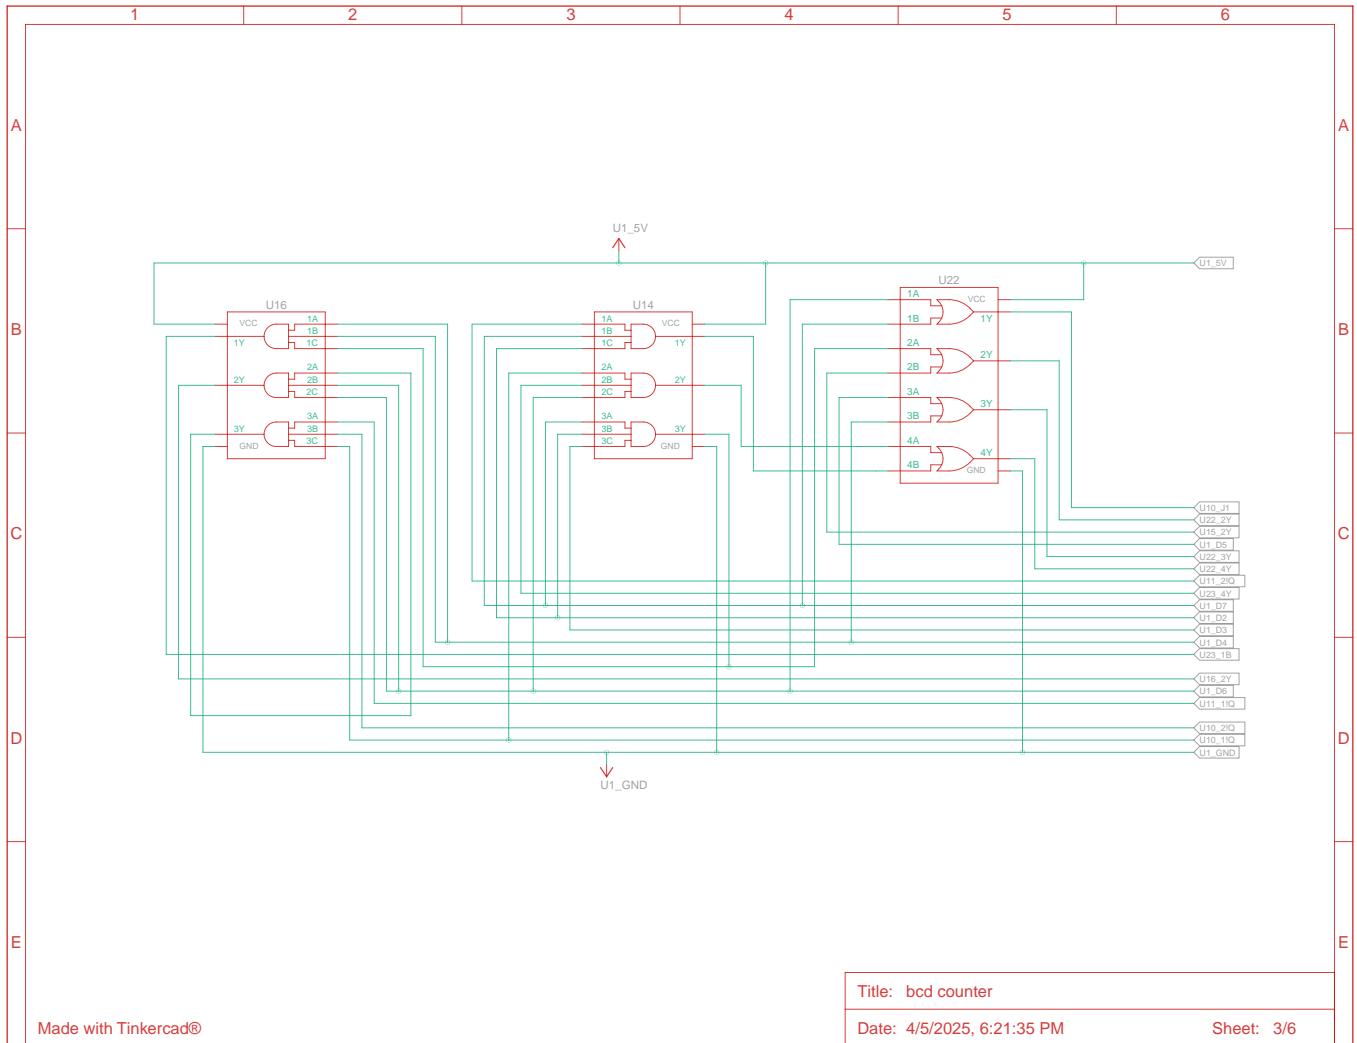 1 2 3 4 5 6
A A
U1_5V
U1_5V
U22
U16 U14
1A VCC
1B 1Y
2A 2Y
2B
3A 3Y
3B
4A 4Y
4B GND
VCC 1A
1Y 1B
1C
2A
2Y 2B
2C
3A
3Y 3B
GND 3C
1A VCC
1B
1C 1Y
2A
2B 2Y
2C
3A
3B 3Y
3C GND
B B
U10_J1
U22_2Y
U15_2Y
C C
U1_D5
U22_3Y
U22_4Y
U11_2!Q
U23_4Y
U1_D7
U1_D2
U1_D3
U1_D4
U23_1B
U16_2Y
U1_D6
U11_1!Q
U10_2!Q
U10_1!Q
D D
U1_GND
U1_GND
E E
Title: bcd counter
Made with Tinkercad®
Date: 4/5/2025, 6:21:35 PM Sheet: 3/6